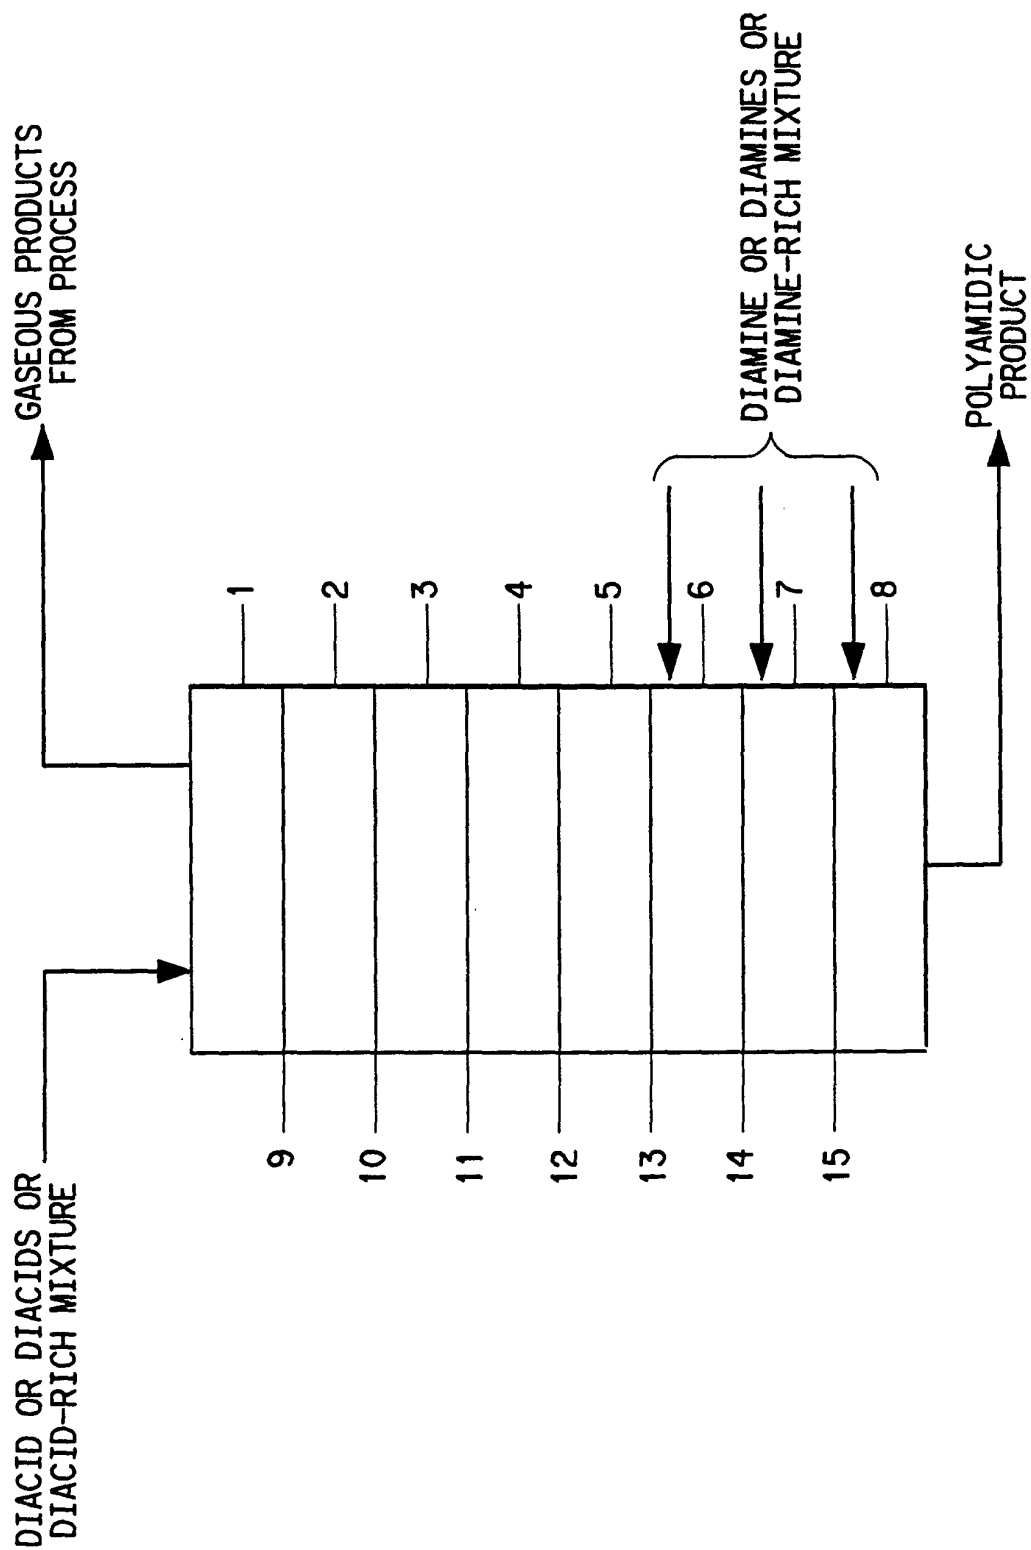 DIACID OR DIACIDS OR
DIACID-RICH MIXTURE
GASEOUS PRODUCTS
FROM PROCESS
1
9
2
10
3
11
4
12
5
13
6
14
7
15
8
DIAMINE OR DIAMINES OR
DIAMINE-RICH MIXTURE
POLYAMIDIC
PRODUCT